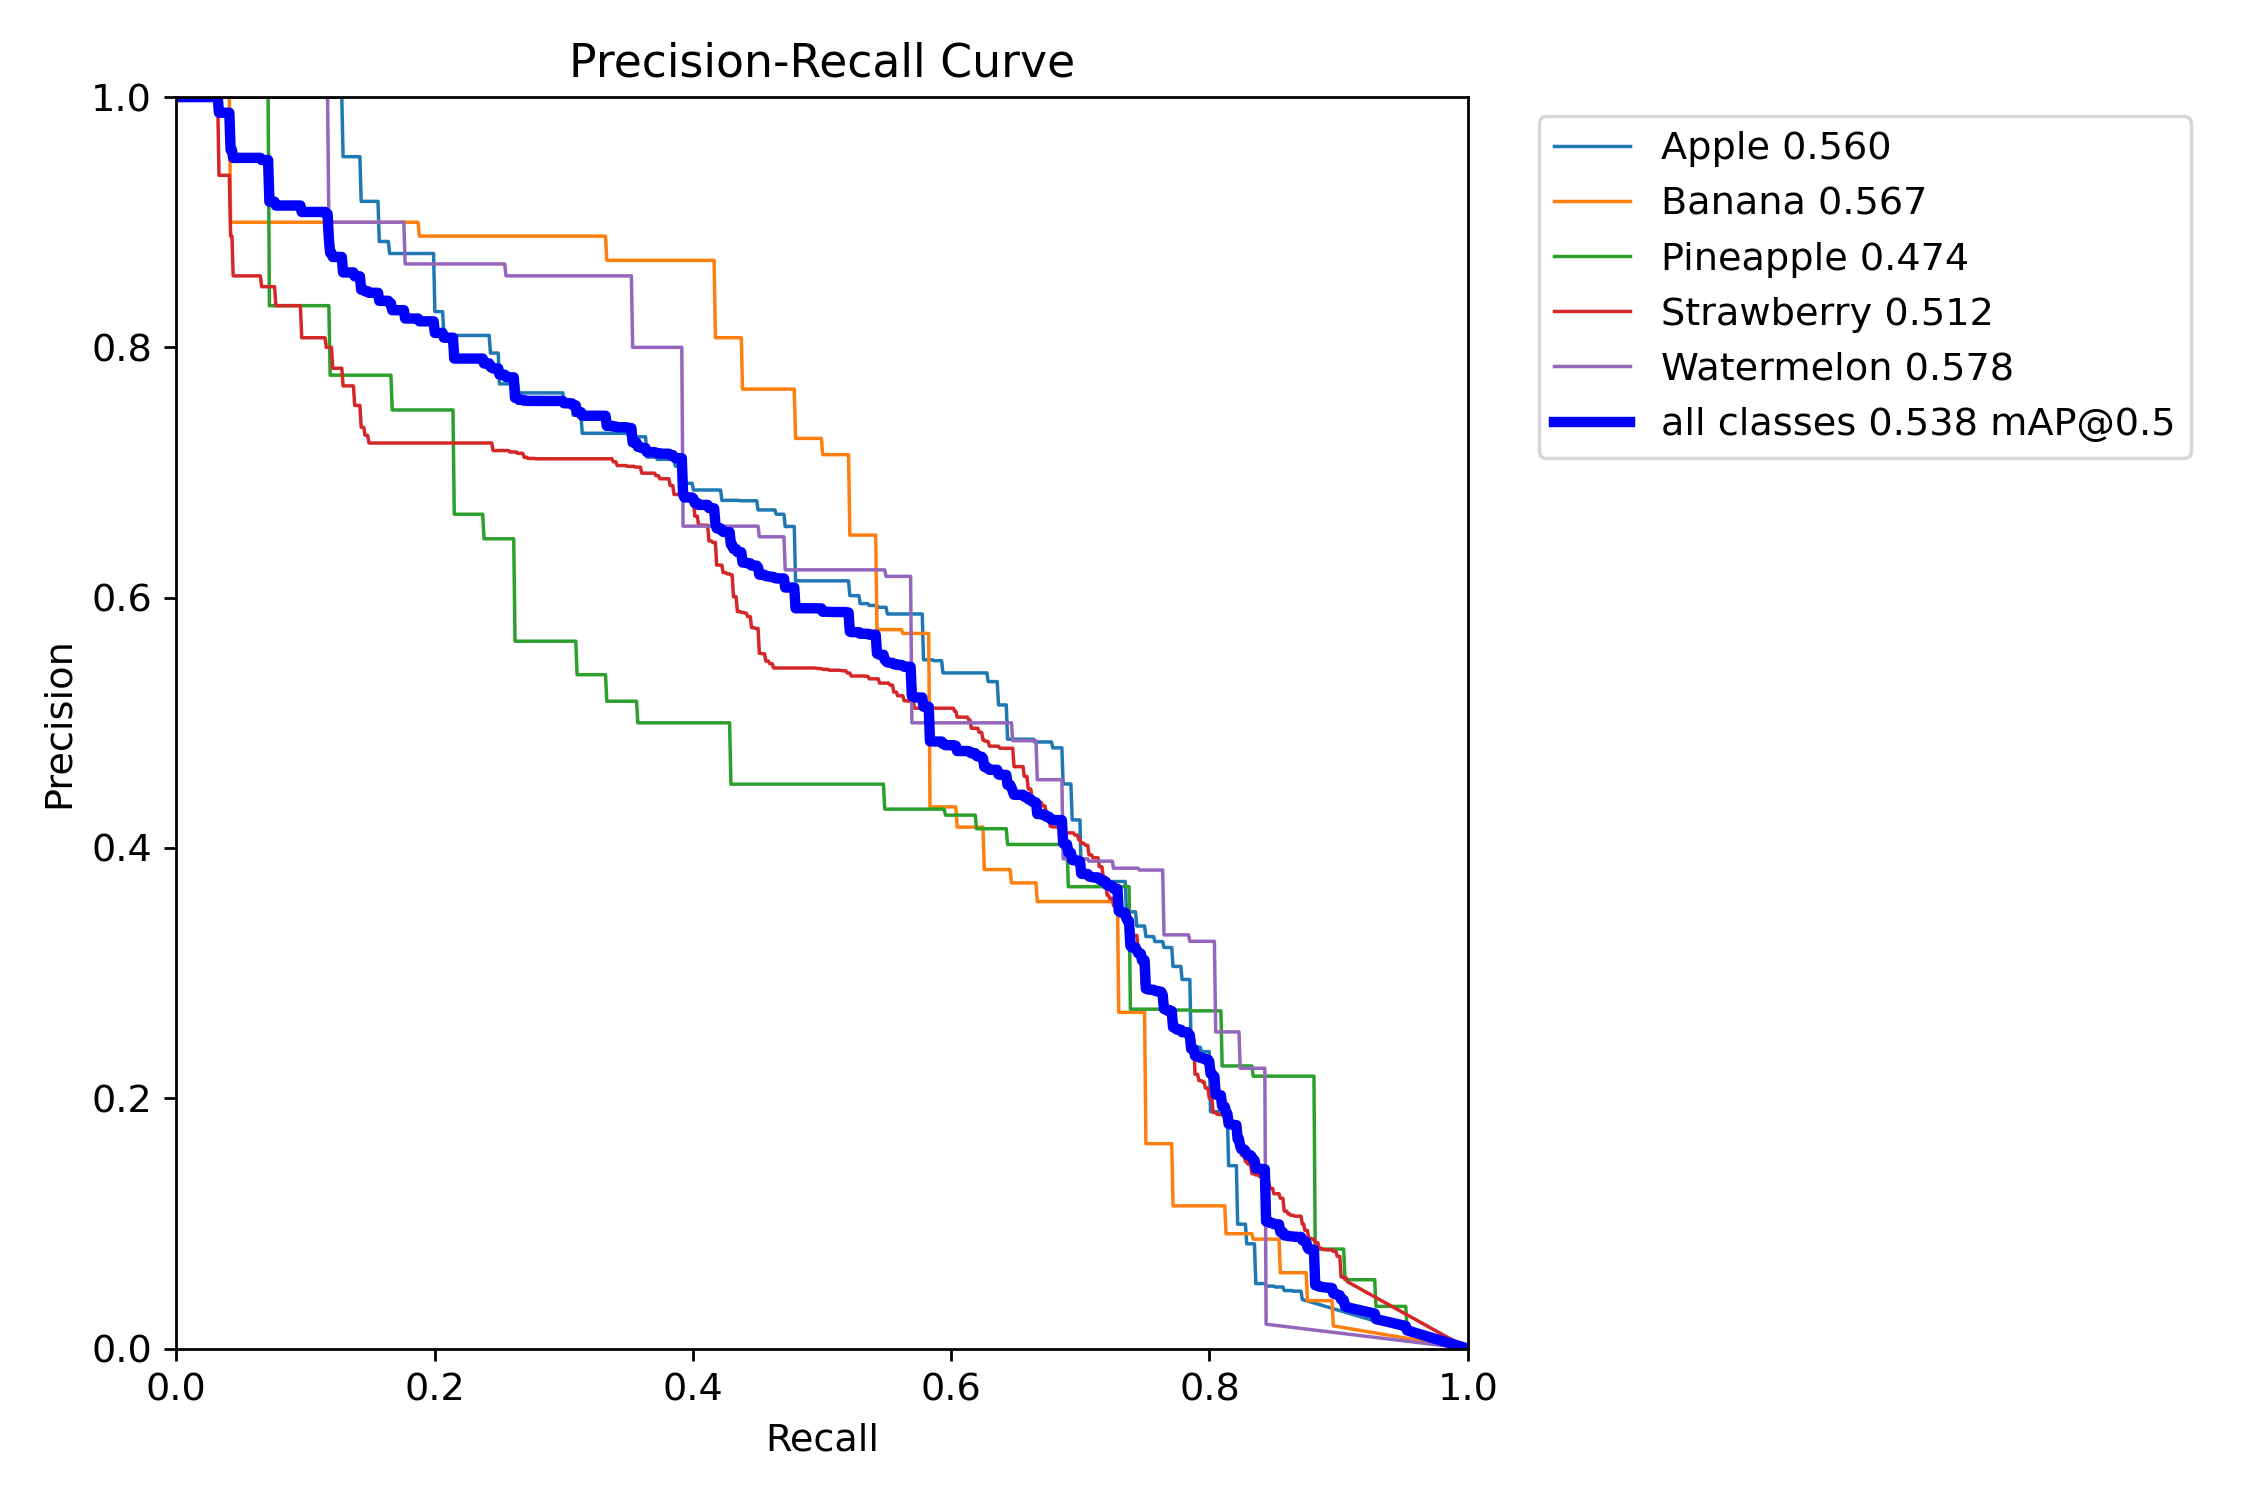 Precision-Recall Curve
1.0
0.8
0.6
0.4
0.2
0.0
Precision
0.0 0.2 0.4 0.6 0.8 1.0
Recall
Apple 0.560
Banana 0.567
Pineapple 0.474
Strawberry 0.512
Watermelon 0.578
all classes 0.538 mAP@0.5